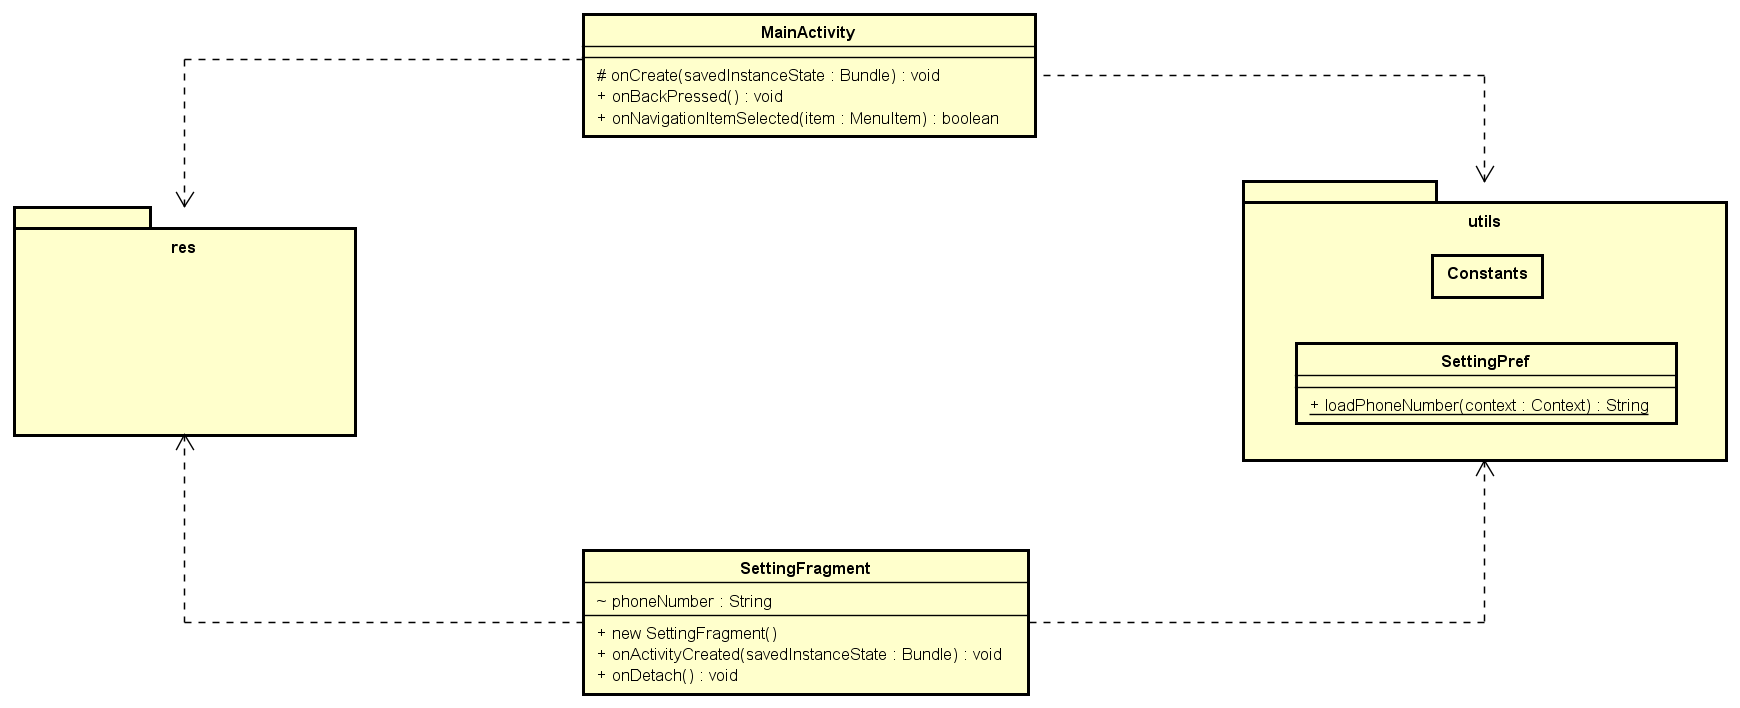 MainActivity
# onCreate(savedInstanceState : Bundle) : void
+ onBackPressed() : void
+ onNavigationItemSelected(item : MenuItem) : boolean
res
utils
Constants
SettingPref
+ loadPhoneNumber(context : Context) : String
SettingFragment
~ phoneNumber : String
+ new SettingFragment()
+ onActivityCreated(savedInstanceState : Bundle) : void
+ onDetach() : void